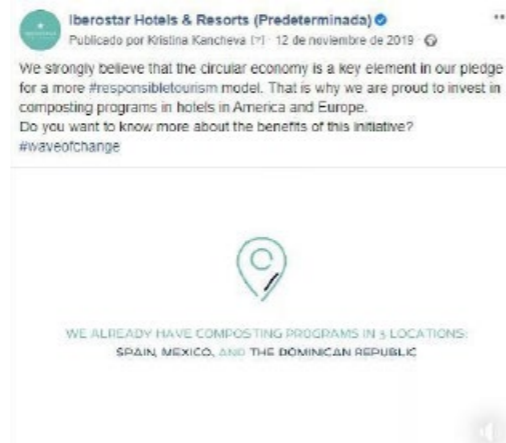 Iberostar Hotels & Resorts (Predeterminada)
Publicado por Kristina Kancheva [?] · 12 de noviembre de 2019 ·
We strongly believe that the circular economy is a key element in our pledge
for a more #responsibletourism model. That is why we are proud to invest in
composting programs in hotels in America and Europe.
Do you want to know more about the benefits of this initiative?
#waveofchange
WE ALREADY HAVE COMPOSTING PROGRAMS IN 3 LOCATIONS:
SPAIN, MEXICO, AND THE DOMINICAN REPUBLIC